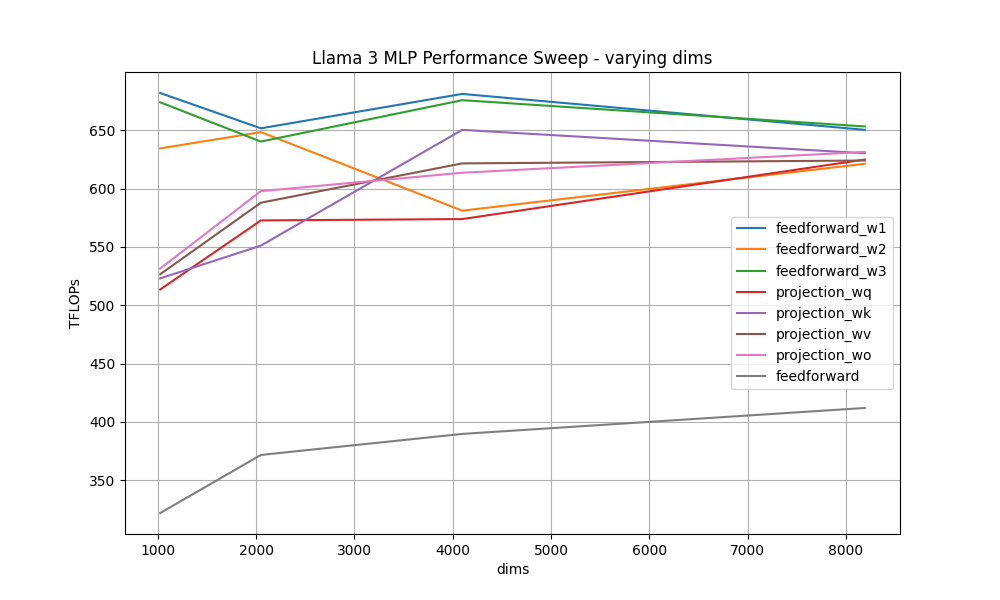 Llama 3 MLP Performance Sweep - varying dims
TFLOPs
650
600
550
500
450
400
350
feedforward_w1
feedforward_w2
feedforward_w3
projection_wq
projection_wk
projection_wv
projection_wo
feedforward
1000 2000 3000 4000 5000 6000 7000 8000
dims